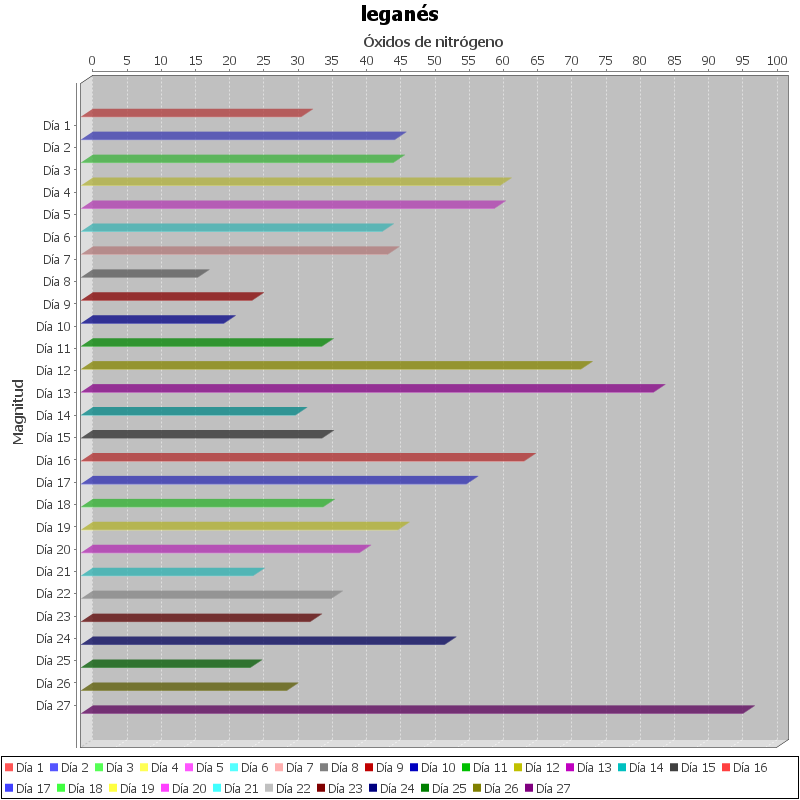 leganés
Óxidos de nitrógeno
0 5 10 15 20 25 30 35 40 45 50 55 60 65 70 75 80 85 90 95 100
Día 1
Día 2
Día 3
Día 4
Día 5
Día 6
Día 7
Día 8
Día 9
Día 10
Día 11
Día 12
Día 13
Día 14
Día 15
Día 16
Día 17
Día 18
Día 19
Día 20
Día 21
Día 22
Día 23
Día 24
Día 25
Día 26
Día 27
Magnitud
Día 1 Día 2 Día 3 Día 4 Día 5 Día 6 Día 7 Día 8 Día 9 Día 10 Día 11 Día 12 Día 13 Día 14 Día 15 Día 16
Día 17 Día 18 Día 19 Día 20 Día 21 Día 22 Día 23 Día 24 Día 25 Día 26 Día 27